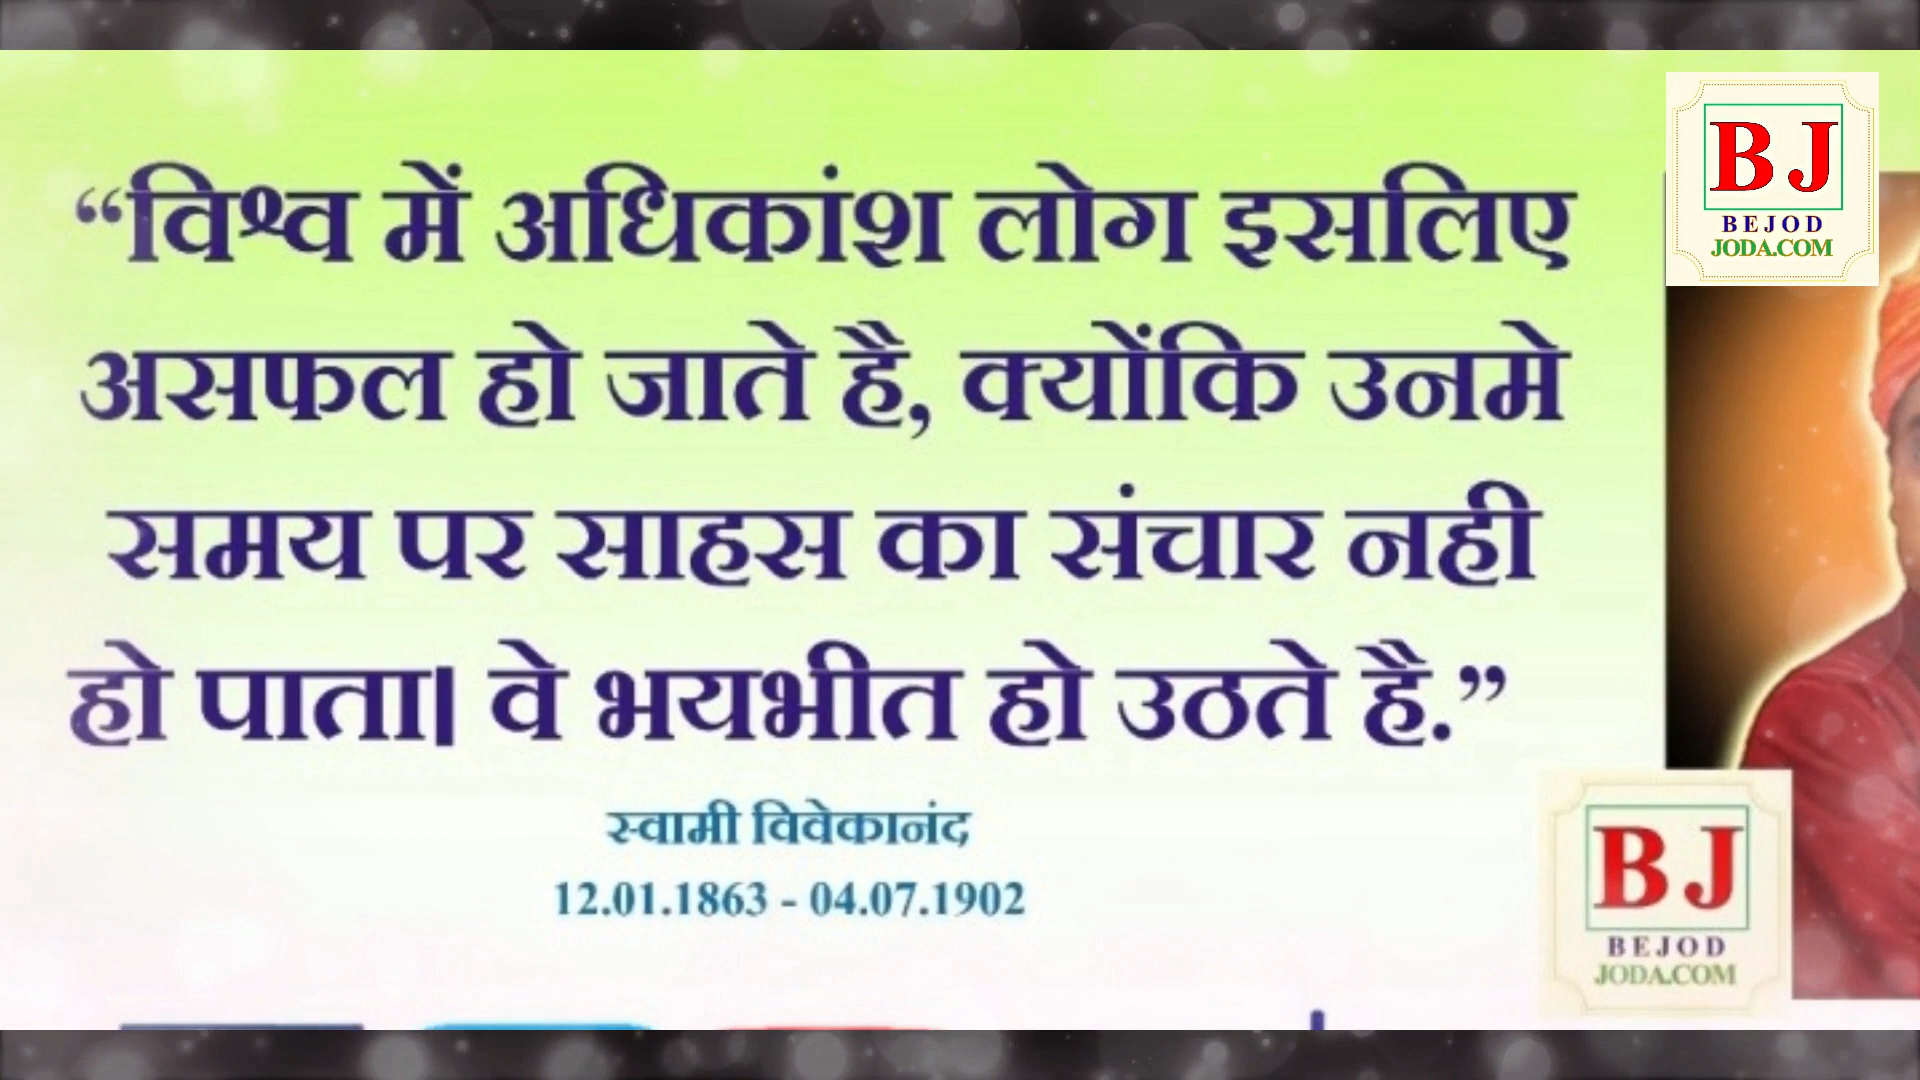 “विश्व में अधिकांश लोग इसलिए
असफल हो जाते है, क्योंकि उनमे
समय पर साहस का संचार नही
हो पाता। वे भयभीत हो उठते है.”
स्वामी विवेकानंद
12.01.1863 - 04.07.1902
BJ
BEJOD
JODA.COM
BJ
BEJOD
JODA.COM